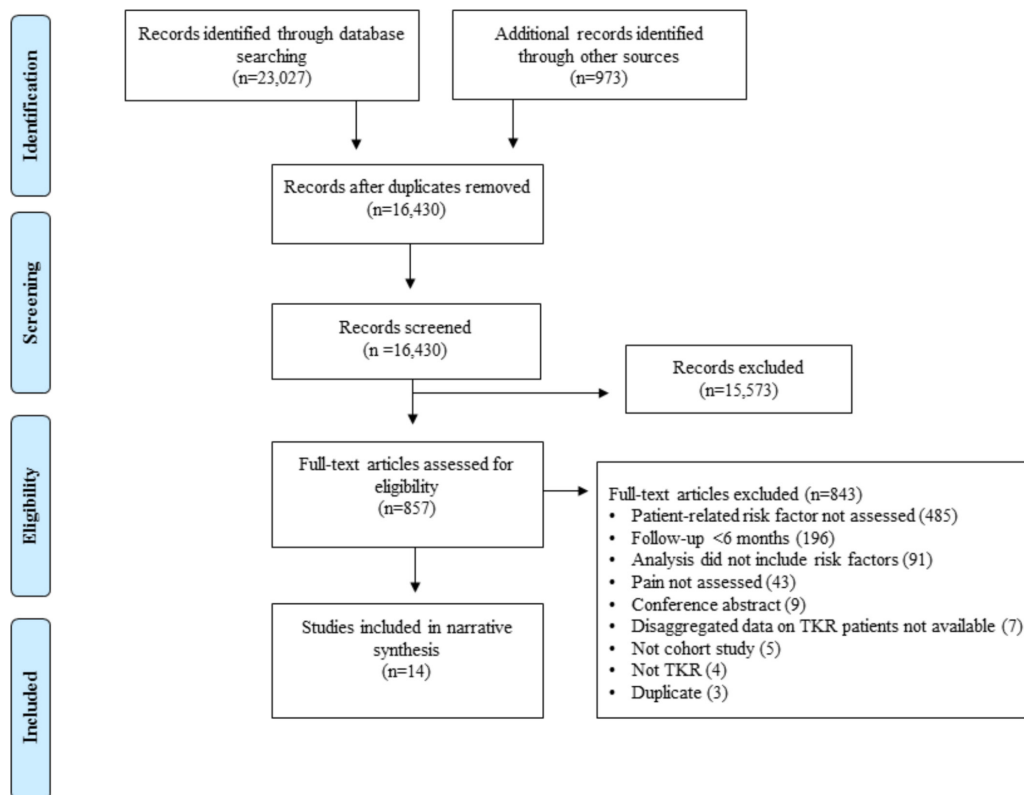 Identification
Records identified through database
searching
(n=23,027)
Additional records identified
through other sources
(n=973)
Records after duplicates removed
(n=16,430)
Screening
Records screened
(n =16,430)
Records excluded
(n=15,573)
Eligibility
Full-text articles assessed for
eligibility
(n=857)
Full-text articles excluded (n=843)
• Patient-related risk factor not assessed (485)
• Follow-up <6 months (196)
• Analysis did not include risk factors (91)
• Pain not assessed (43)
• Conference abstract (9)
• Disaggregated data on TKR patients not available (7)
• Not cohort study (5)
• Not TKR (4)
• Duplicate (3)
Included
Studies included in narrative
synthesis
(n=14)